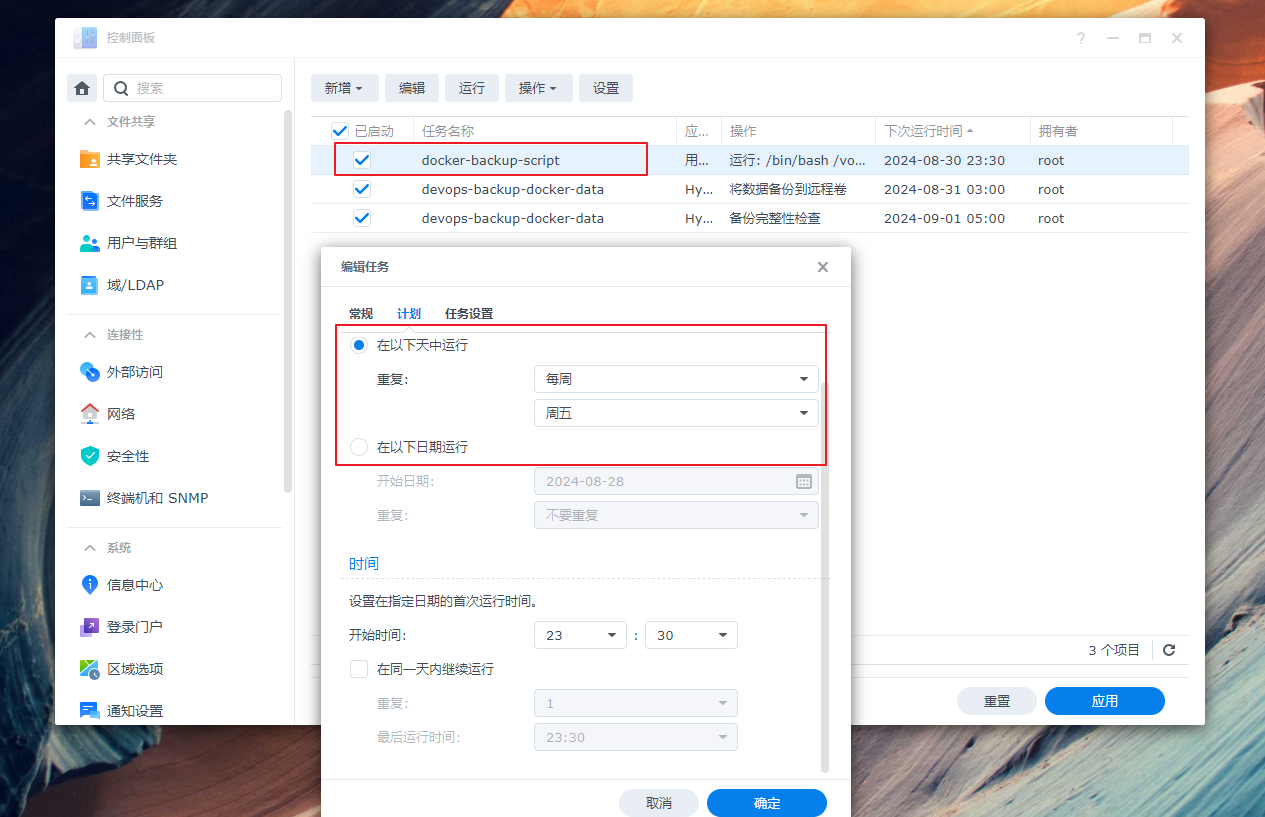 控制面板
?
搜索
文件共享
共享文件夹
文件服务
用户与群组
域/LDAP
连接性
外部访问
网络
安全性
终端机和 SNMP
系统
信息中心
登录门户
区域选项
通知设置
新增 编辑 运行 操作 设置
已启动 任务名称 应... 操作 下次运行时间 拥有者
docker-backup-script 用... 运行: /bin/bash /vo... 2024-08-30 23:30 root
devops-backup-docker-data Hy... 将数据备份到远程卷 2024-08-31 03:00 root
devops-backup-docker-data Hy... 备份完整性检查 2024-09-01 05:00 root
编辑任务
常规 计划 任务设置
在以下天中运行
重复: 每周
周五
在以下日期运行
开始日期: 2024-08-28
重复: 不要重复
时间
设置在指定日期的首次运行时间。
开始时间: 23 : 30
在同一天内继续运行
重复: 1
最后运行时间: 23:30
取消 确定
3 个项目
重置 应用